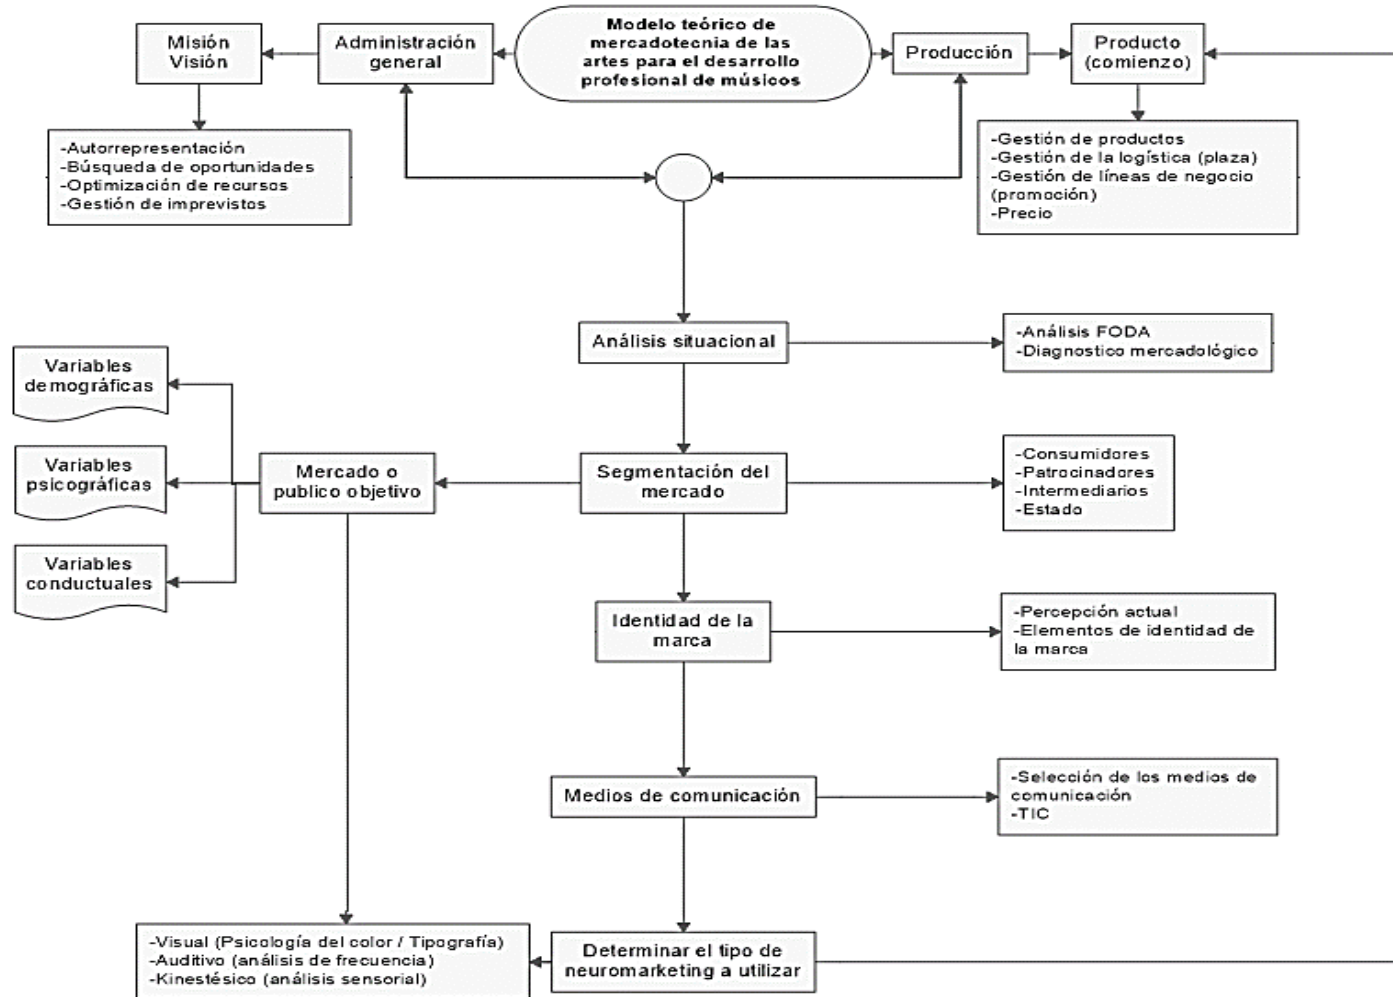 Modelo teórico de
mercadotecnia de las
artes para el desarrollo
profesional de músicos
Misión
Visión
Administración
general
Producción
Producto
(comienzo)
-Autorrepresentación
-Búsqueda de oportunidades
-Optimización de recursos
-Gestión de imprevistos
-Gestión de productos
-Gestión de la logística (plaza)
-Gestión de líneas de negocio
(promoción)
-Precio
Análisis situacional
-Análisis FODA
-Diagnostico mercadológico
Variables
demográficas
Variables
psicográficas
Variables
conductuales
Mercado o
publico objetivo
Segmentación del
mercado
-Consumidores
-Patrocinadores
-Intermediarios
-Estado
Identidad de la
marca
-Percepción actual
-Elementos de identidad de
la marca
Medios de comunicación
-Selección de los medios de
comunicación
-TIC
-Visual (Psicología del color / Tipografía)
-Auditivo (análisis de frecuencia)
-Kinestésico (análisis sensorial)
Determinar el tipo de
neuromarketing a utilizar